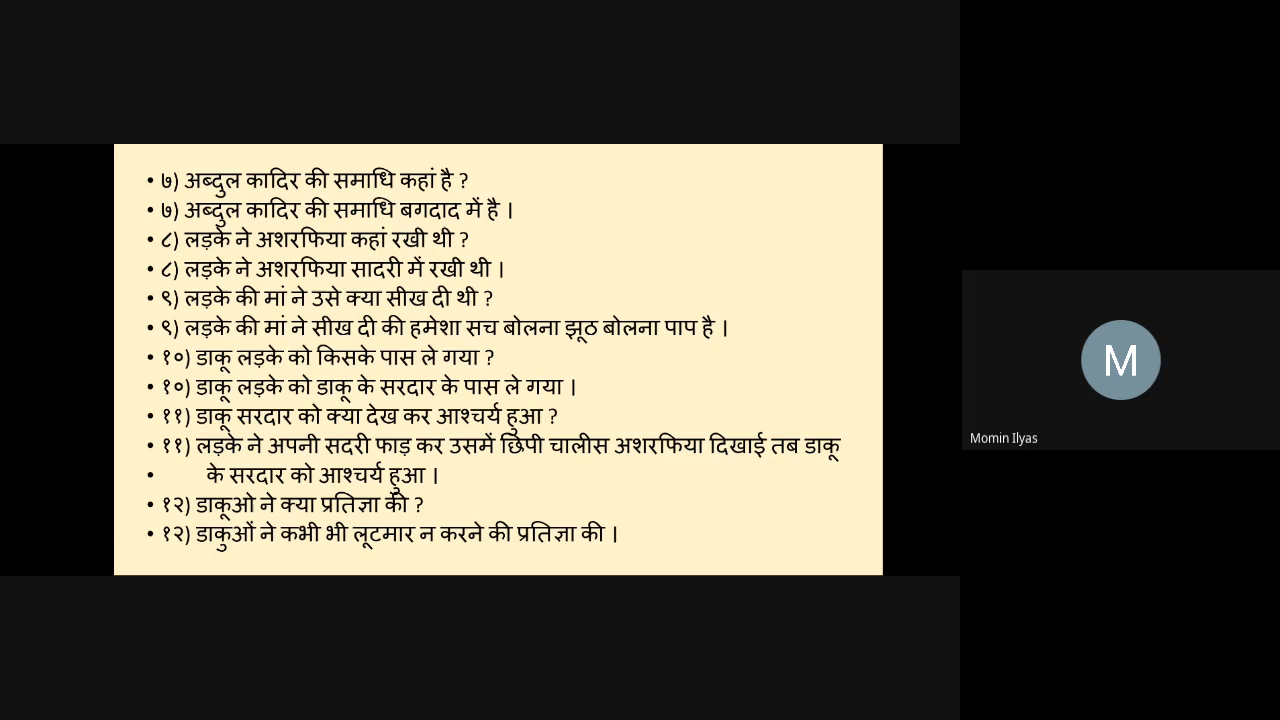 • ७) अब्दुल कादिर की समाधि कहां है ?
• ७) अब्दुल कादिर की समाधि बगदाद में है ।
• ८) लड़के ने अशरफिया कहां रखी थी ?
• ८) लड़के ने अशरफिया सादरी में रखी थी ।
• ९) लड़के की मां ने उसे क्या सीख दी थी ?
• ९) लड़के की मां ने सीख दी की हमेशा सच बोलना झूठ बोलना पाप है ।
• १०) डाकू लड़के को किसके पास ले गया ?
• १०) डाकू लड़के को डाकू के सरदार के पास ले गया ।
• ११) डाकू सरदार को क्या देख कर आश्चर्य हुआ ?
• ११) लड़के ने अपनी सदरी फाड़ कर उसमें छिपी चालीस अशरफिया दिखाई तब डाकू
• के सरदार को आश्चर्य हुआ ।
• १२) डाकूओ ने क्या प्रतिज्ञा की ?
• १२) डाकुओं ने कभी भी लूटमार न करने की प्रतिज्ञा की ।
M
Momin Ilyas